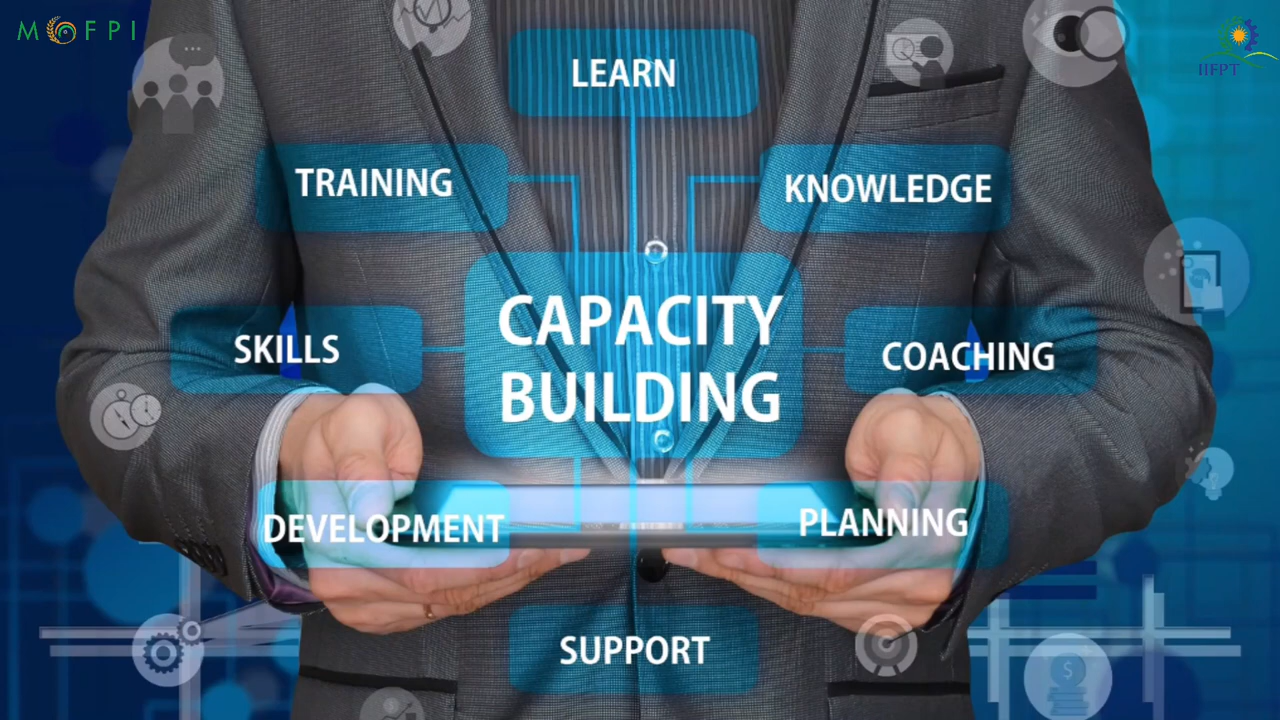 MOFPI
IIFPT
LEARN
TRAINING
KNOWLEDGE
CAPACITY
BUILDING
SKILLS
COACHING
DEVELOPMENT
PLANNING
SUPPORT
$